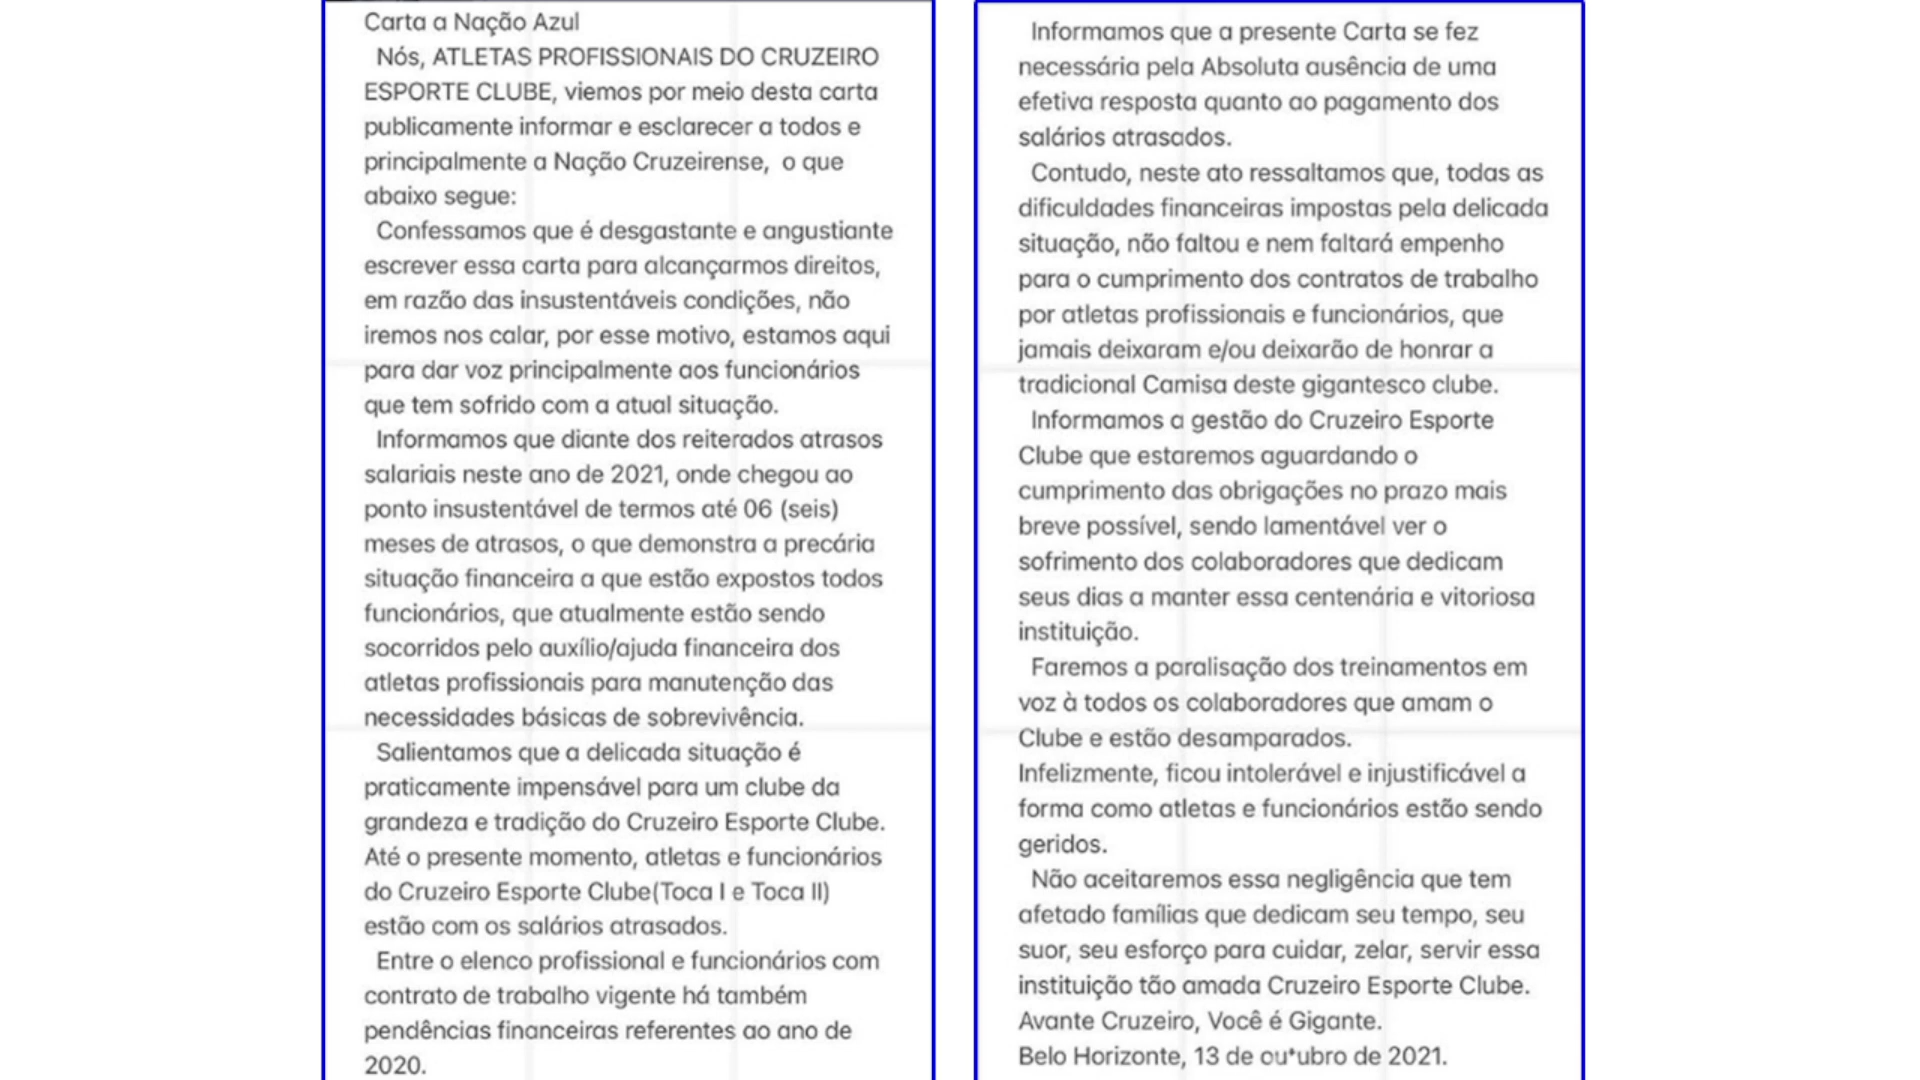 Carta a Nação Azul
Nós, ATLETAS PROFISSIONAIS DO CRUZEIRO
ESPORTE CLUBE, viemos por meio desta carta
publicamente informar e esclarecer a todos e
principalmente a Nação Cruzeirense, o que
abaixo segue:
Confessamos que é desgastante e angustiante
escrever essa carta para alcançarmos direitos,
em razão das insustentáveis condições, não
iremos nos calar, por esse motivo, estamos aqui
para dar voz principalmente aos funcionários
que tem sofrido com a atual situação.
Informamos que diante dos reiterados atrasos
salariais neste ano de 2021, onde chegou ao
ponto insustentável de termos até 06 (seis)
meses de atrasos, o que demonstra a precária
situação financeira a que estão expostos todos
funcionários, que atualmente estão sendo
socorridos pelo auxílio/ajuda financeira dos
atletas profissionais para manutenção das
necessidades básicas de sobrevivência.
Salientamos que a delicada situação é
praticamente impensável para um clube da
grandeza e tradição do Cruzeiro Esporte Clube.
Até o presente momento, atletas e funcionários
do Cruzeiro Esporte Clube(Toca I e Toca II)
estão com os salários atrasados.
Entre o elenco profissional e funcionários com
contrato de trabalho vigente há também
pendências financeiras referentes ao ano de
2020.
Informamos que a presente Carta se fez
necessária pela Absoluta ausência de uma
efetiva resposta quanto ao pagamento dos
salários atrasados.
Contudo, neste ato ressaltamos que, todas as
dificuldades financeiras impostas pela delicada
situação, não faltou e nem faltará empenho
para o cumprimento dos contratos de trabalho
por atletas profissionais e funcionários, que
jamais deixaram e/ou deixarão de honrar a
tradicional Camisa deste gigantesco clube.
Informamos a gestão do Cruzeiro Esporte
Clube que estaremos aguardando o
cumprimento das obrigações no prazo mais
breve possível, sendo lamentável ver o
sofrimento dos colaboradores que dedicam
seus dias a manter essa centenária e vitoriosa
instituição.
Faremos a paralisação dos treinamentos em
voz à todos os colaboradores que amam o
Clube e estão desamparados.
Infelizmente, ficou intolerável e injustificável a
forma como atletas e funcionários estão sendo
geridos.
Não aceitaremos essa negligência que tem
afetado famílias que dedicam seu tempo, seu
suor, seu esforço para cuidar, zelar, servir essa
instituição tão amada Cruzeiro Esporte Clube.
Avante Cruzeiro, Você é Gigante.
Belo Horizonte, 13 de outubro de 2021.